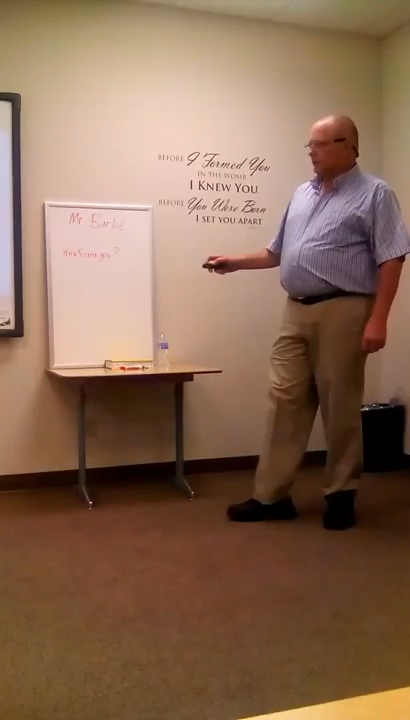 Mr Burke
BEFORE I Formed You
IN THE WOMB
I KNEW YOU
BEFORE You Were Born
I SET YOU APART